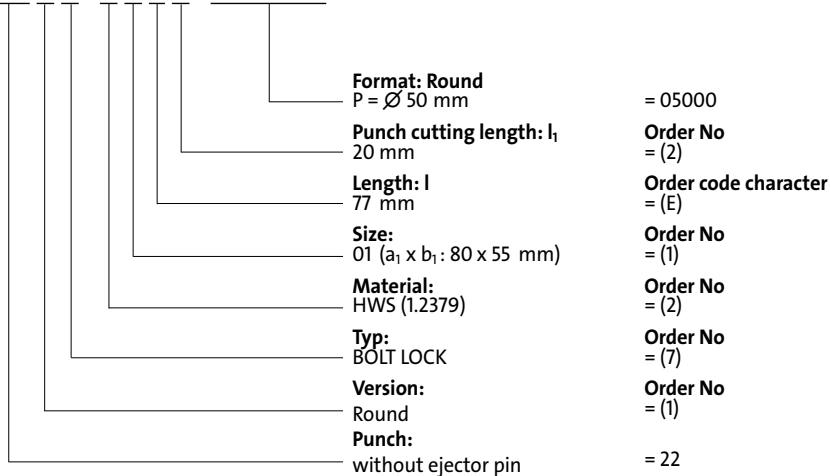 Format: Round
P = Ø 50 mm = 05000
Punch cutting length: l₁ Order No
20 mm = (2)
Length: l Order code character
77 mm = (E)
Size: Order No
01 (a₁ x b₁ : 80 x 55 mm) = (1)
Material: Order No
HWS (1.2379) = (2)
Typ: Order No
BOLT LOCK = (7)
Version: Order No
Round = (1)
Punch:
without ejector pin = 22